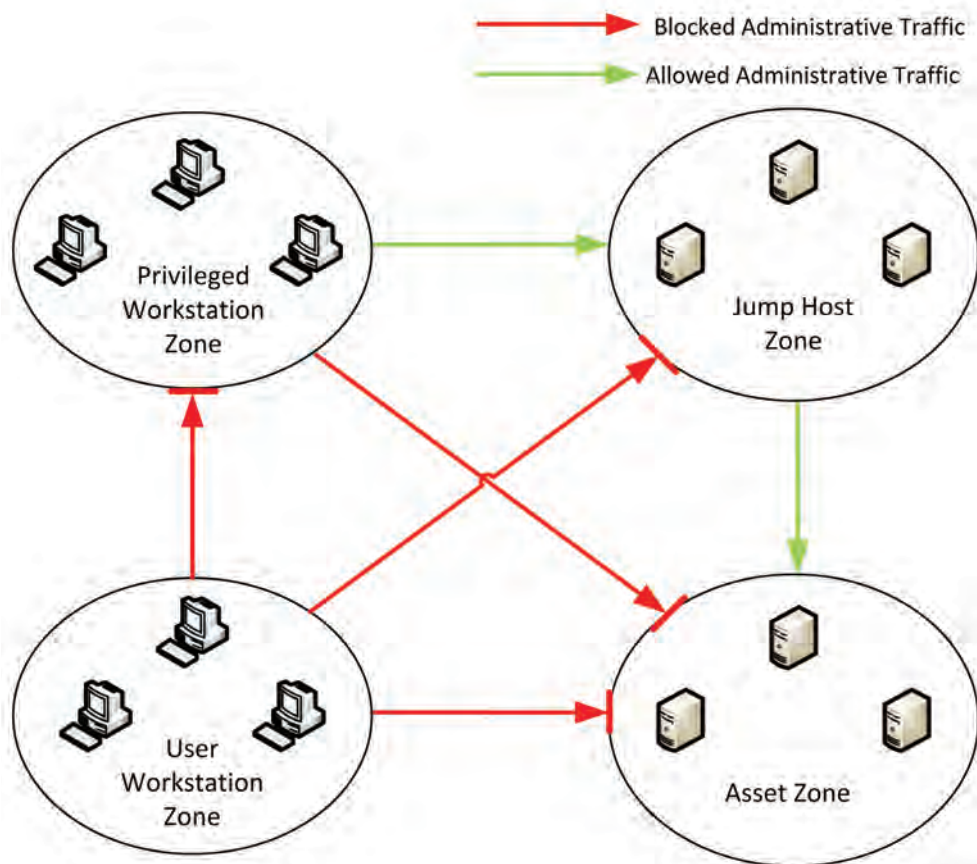 Blocked Administrative Traffic
Allowed Administrative Traffic
Privileged
Workstation
Zone
Jump Host
Zone
User
Workstation
Zone
Asset Zone